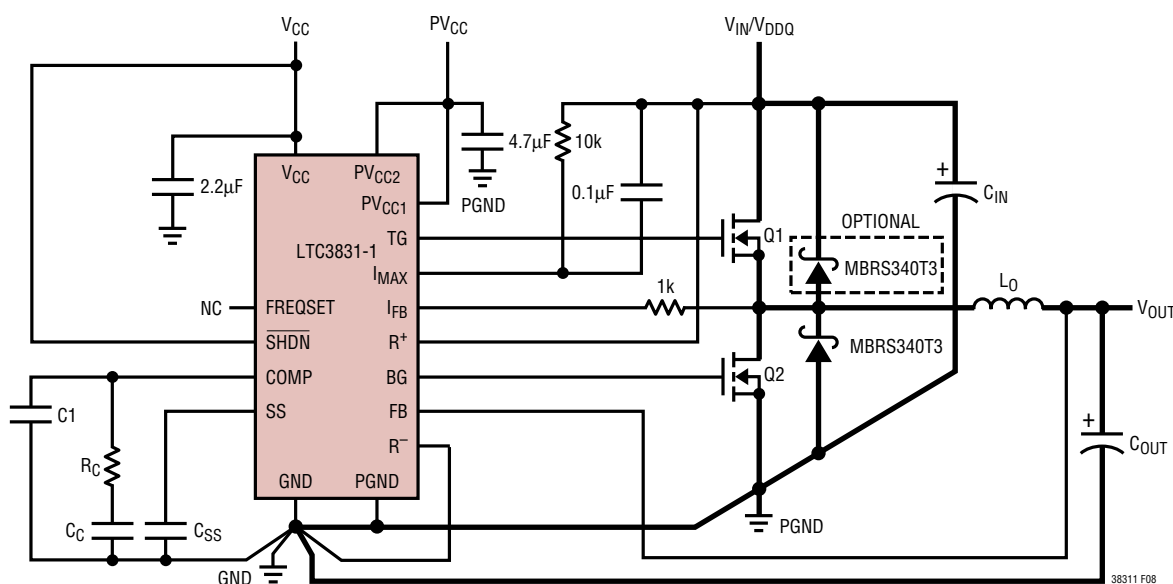 VCC
PVCC
VIN/VDDQ
4.7µF
10k
2.2µF
VCC
PVCC2
PGND
0.1µF
+
CIN
PVCC1
OPTIONAL
TG
Q1
LTC3831-1
MBRS340T3
IMAX
1k
LO
NC
FREQSET
IFB
VOUT
SHDN
R+
MBRS340T3
COMP
BG
Q2
C1
SS
FB
+
COUT
R–
RC
GND
PGND
CC
CSS
PGND
GND
38311 F08